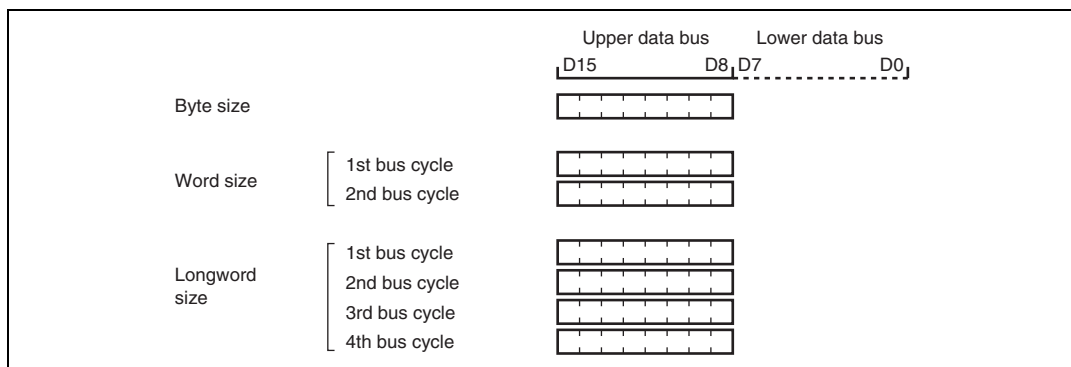 Upper data bus Lower data bus
D15 D8 D7 D0
Byte size
Word size
1st bus cycle
2nd bus cycle
Longword
size
1st bus cycle
2nd bus cycle
3rd bus cycle
4th bus cycle